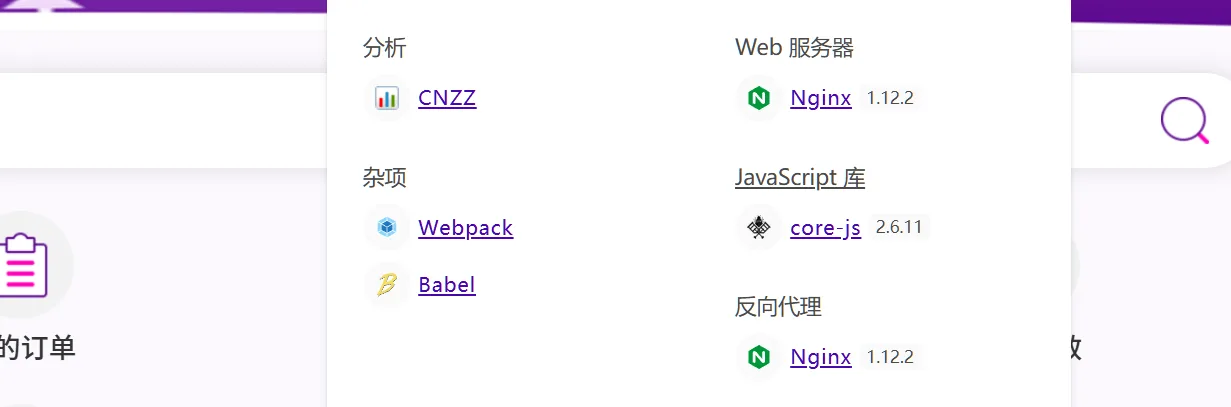 分析
CNZZ
杂项
Webpack
Babel
Web 服务器
Nginx 1.12.2
JavaScript 库
core-js 2.6.11
反向代理
Nginx 1.12.2
的订单